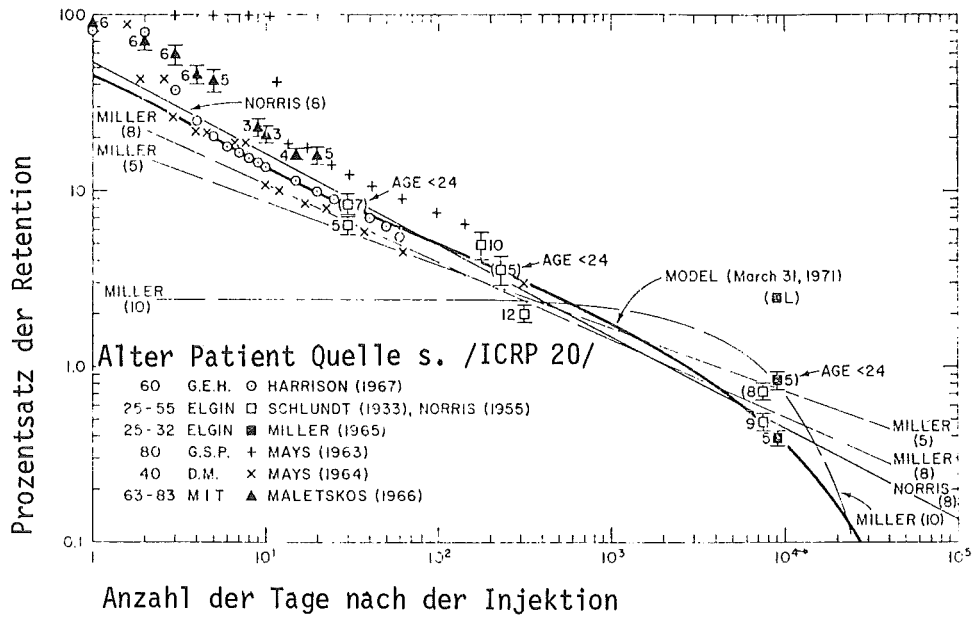 100
10
1.0
0.1
Prozentsatz der Retention
6
6
6
6
5
3
3
4
5
NORRIS (8)
MILLER
(8)
MILLER
(5)
AGE <24
(7)
5
10
(5)
AGE <24
12
MODEL (March 31, 1971)
MILLER
(10)
AGE <24
5)
(8
9
5
MILLER
(5)
MILLER
(8)
NORRIS
(8)
MILLER (10)
Alter Patient Quelle s. /ICRP 20/
60 G.E.H. HARRISON (1967)
25-55 ELGIN SCHLUNDT (1933), NORRIS (1955)
25-32 ELGIN MILLER (1965)
80 G.S.P. + MAYS (1963)
40 D.M. × MAYS (1964)
63-83 MIT ▲ MALETSKOS (1966)
1 10¹ 10² 10³ 10⁴ 10⁵
Anzahl der Tage nach der Injektion